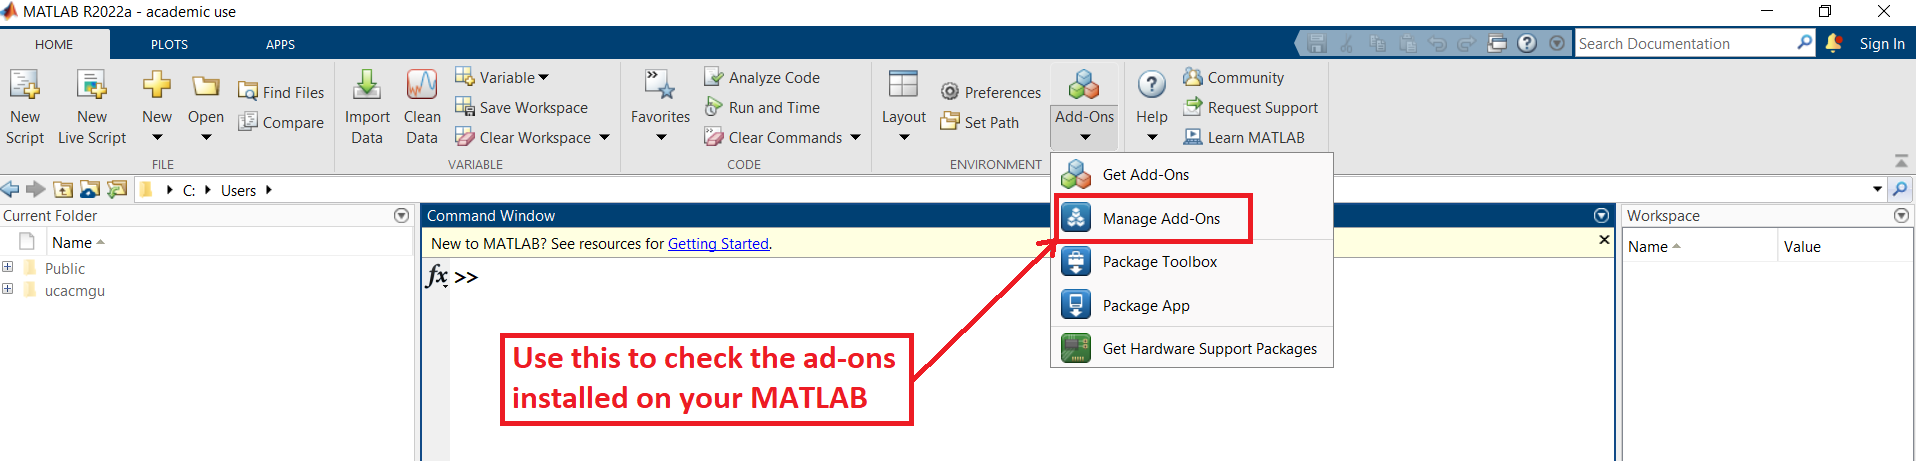 MATLAB R2022a - academic use
HOME PLOTS APPS
Search Documentation
Sign In
New Script
New Live Script
New
Open
Find Files
Compare
FILE
Import Data
Clean Data
Variable
Save Workspace
Clear Workspace
VARIABLE
Favorites
Analyze Code
Run and Time
Clear Commands
CODE
Layout
Preferences
Set Path
ENVIRONMENT
Add-Ons
Help
Community
Request Support
Learn MATLAB
Get Add-Ons
Manage Add-Ons
Package Toolbox
Package App
Get Hardware Support Packages
C: Users
Current Folder
Name
Public
ucacmgu
Command Window
New to MATLAB? See resources for Getting Started.
fx >>
Use this to check the ad-ons
installed on your MATLAB
Workspace
Name Value